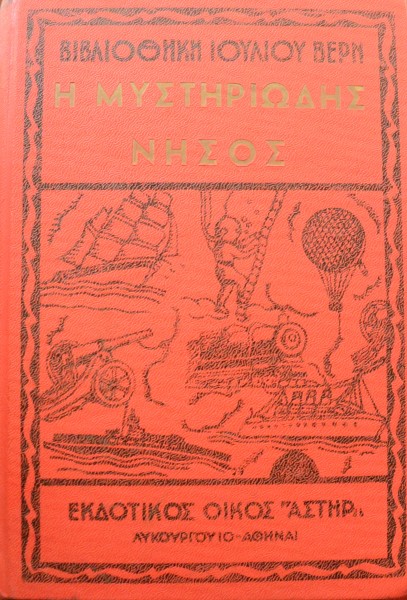 ΒΙΒΛΙΟΘΗΚΗ ΙΟΥΛΙΟΥ ΒΕΡΝ
Η ΜΥΣΤΗΡΙΩΔΗΣ
ΝΗΣΟΣ
ΕΚΔΟΤΙΚΟΣ ΟΙΚΟΣ "ΑΣΤΗΡ„
ΛΥΚΟΥΡΓΟΥ 10-ΑΘΗΝΑΙ